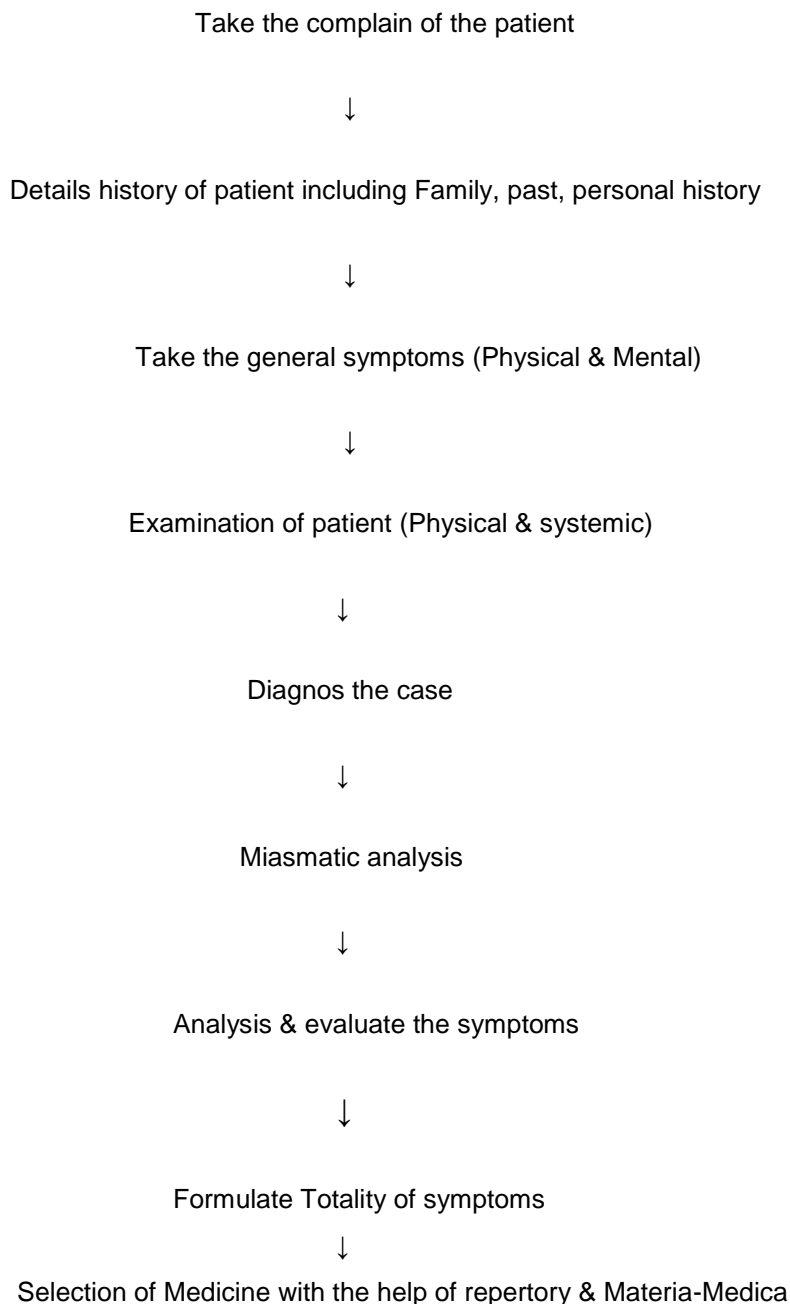 Take the complain of the patient
↓
Details history of patient including Family, past, personal history
↓
Take the general symptoms (Physical & Mental)
↓
Examination of patient (Physical & systemic)
↓
Diagnos the case
↓
Miasmatic analysis
↓
Analysis & evaluate the symptoms
↓
Formulate Totality of symptoms
↓
Selection of Medicine with the help of repertory & Materia-Medica